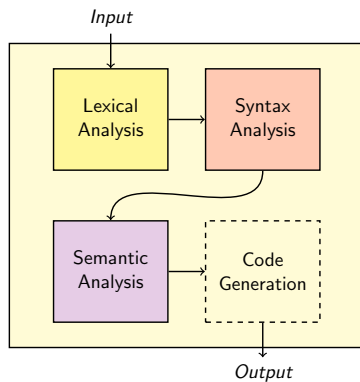 Input
Lexical
Analysis
Syntax
Analysis
Semantic
Analysis
Code
Generation
Output